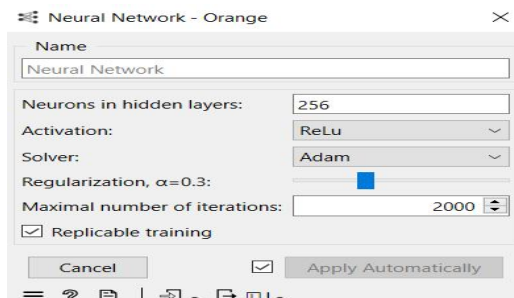 Neural Network - Orange
Name
Neural Network
Neurons in hidden layers: 256
Activation: ReLu
Solver: Adam
Regularization, α=0.3:
Maximal number of iterations: 2000
Replicable training
Cancel Apply Automatically